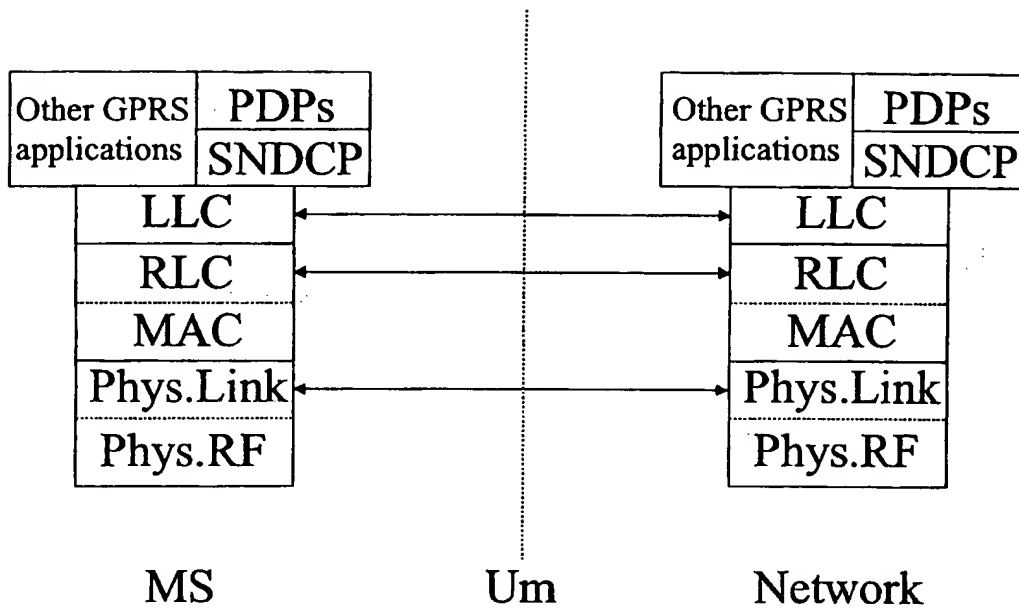 Other GPRS
applications
PDPs
SNDCP
LLC
RLC
MAC
Phys.Link
Phys.RF
MS
Um
Other GPRS
applications
PDPs
SNDCP
LLC
RLC
MAC
Phys.Link
Phys.RF
Network